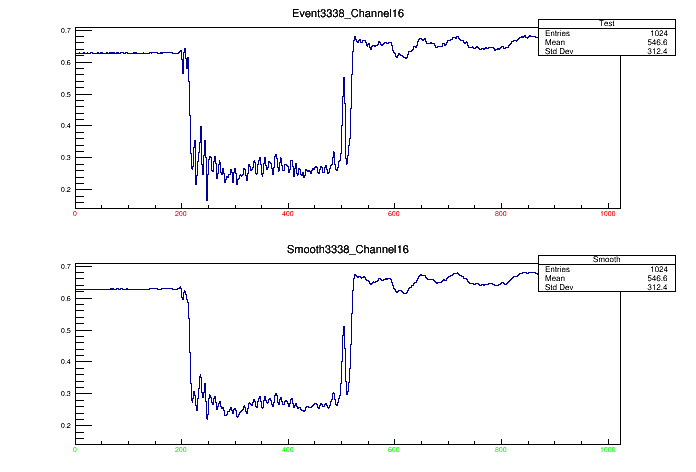 Event3338_Channel16
Test
Entries 1024
Mean 546.6
Std Dev 312.4
0.7
0.6
0.5
0.4
0.3
0.2
0 200 400 600 800 1000
Smooth3338_Channel16
Smooth
Entries 1024
Mean 546.6
Std Dev 312.4
0.7
0.6
0.5
0.4
0.3
0.2
0 200 400 600 800 1000